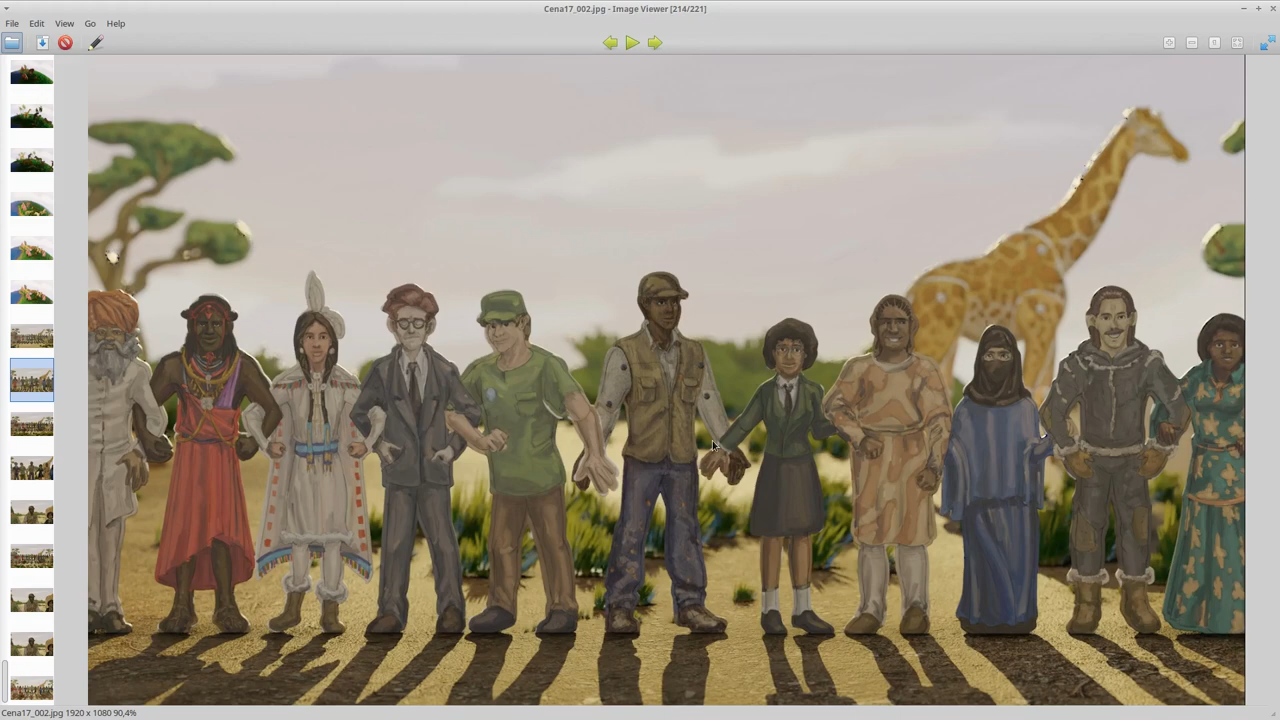 Cena17_002.jpg - Image Viewer [214/221]
File Edit View Go Help
Cena17_002.jpg 1920 x 1080 90,4%